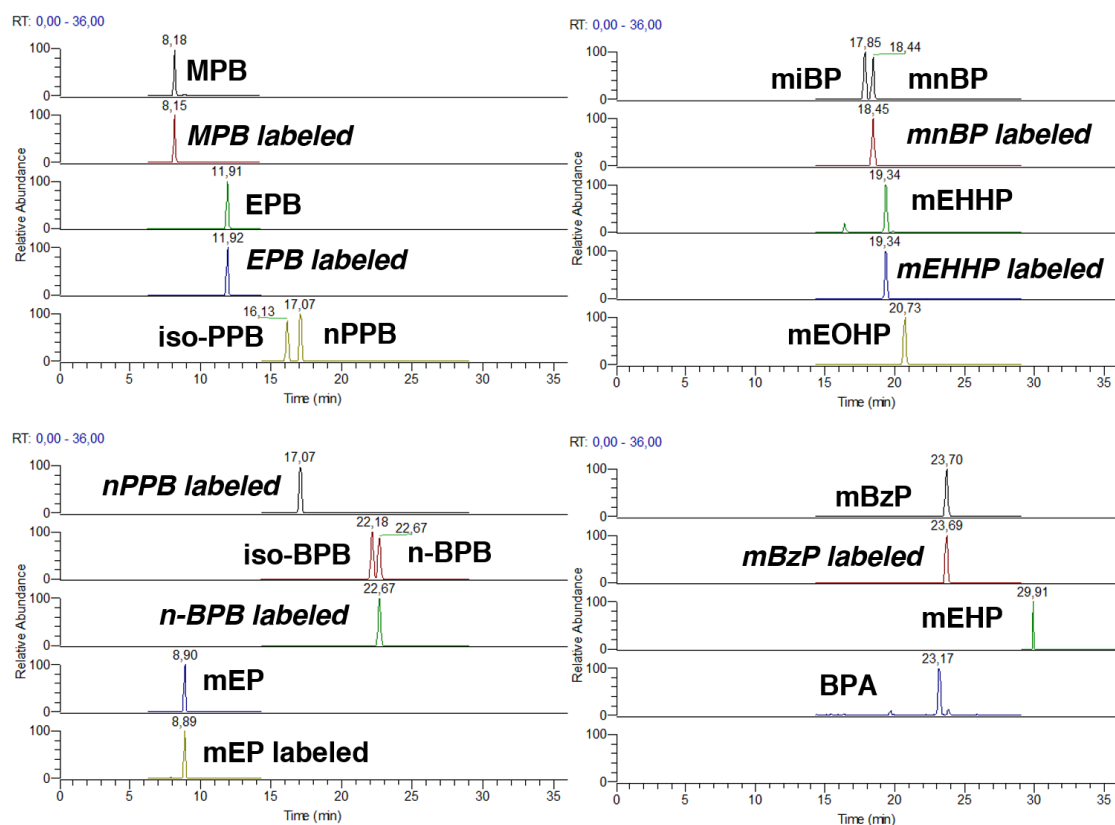 RT: 0,00 - 36,00
8,18
100
MPB
0
8,15
100
MPB labeled
0
11,91
100
EPB
0
Relative Abundance
11,92
100
EPB labeled
0
16,13 17,07
100
iso-PPB nPPB
0
0 5 10 15 20 25 30 35
Time (min)
RT: 0,00 - 36,00
17,85 18,44
100
miBP mnBP
0
18,45
100
mnBP labeled
0
19,34
100
mEHHP
0
Relative Abundance
19,34
100
mEHHP labeled
0
20,73
100
mEOHP
0
0 5 10 15 20 25 30 35
Time (min)
RT: 0,00 - 36,00
17,07
100
nPPB labeled
0
22,18 22,67
100
iso-BPB n-BPB
0
22,67
100
n-BPB labeled
0
Relative Abundance
8,90
100
mEP
0
8,89
100
mEP labeled
0
0 5 10 15 20 25 30 35
Time (min)
RT: 0,00 - 36,00
23,70
100
mBzP
0
23,69
100
mBzP labeled
0
29,91
100
mEHP
0
Relative Abundance
23,17
100
BPA
0
100
0
0 5 10 15 20 25 30 35
Time (min)